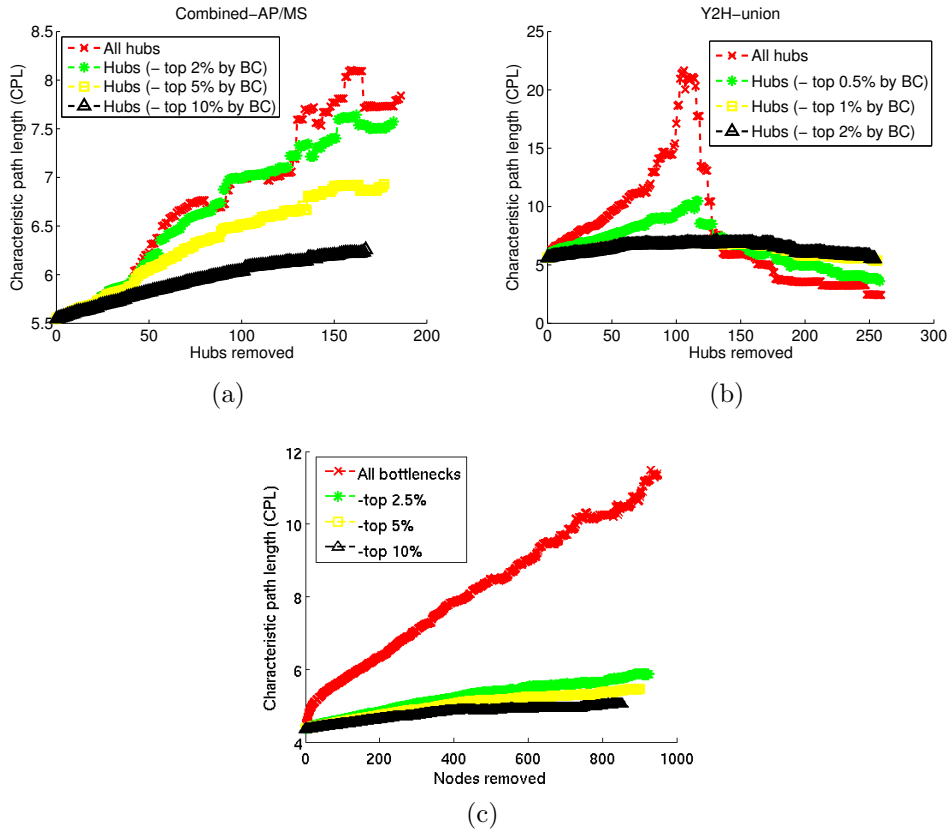 Combined−AP/MS
8.5
8
7.5
7
6.5
6
5.5
0
50
100
150
200
Characteristic path length (CPL)
Hubs removed
All hubs
Hubs (− top 2% by BC)
Hubs (− top 5% by BC)
Hubs (− top 10% by BC)
(a)
Y2H−union
25
20
15
10
5
0
0
50
100
150
200
250
300
Characteristic path length (CPL)
Hubs removed
All hubs
Hubs (− top 0.5% by BC)
Hubs (− top 1% by BC)
Hubs (− top 2% by BC)
(b)
12
10
8
6
4
0
200
400
600
800
1000
Characteristic path length (CPL)
Nodes removed
All bottlenecks
-top 2.5%
-top 5%
-top 10%
(c)